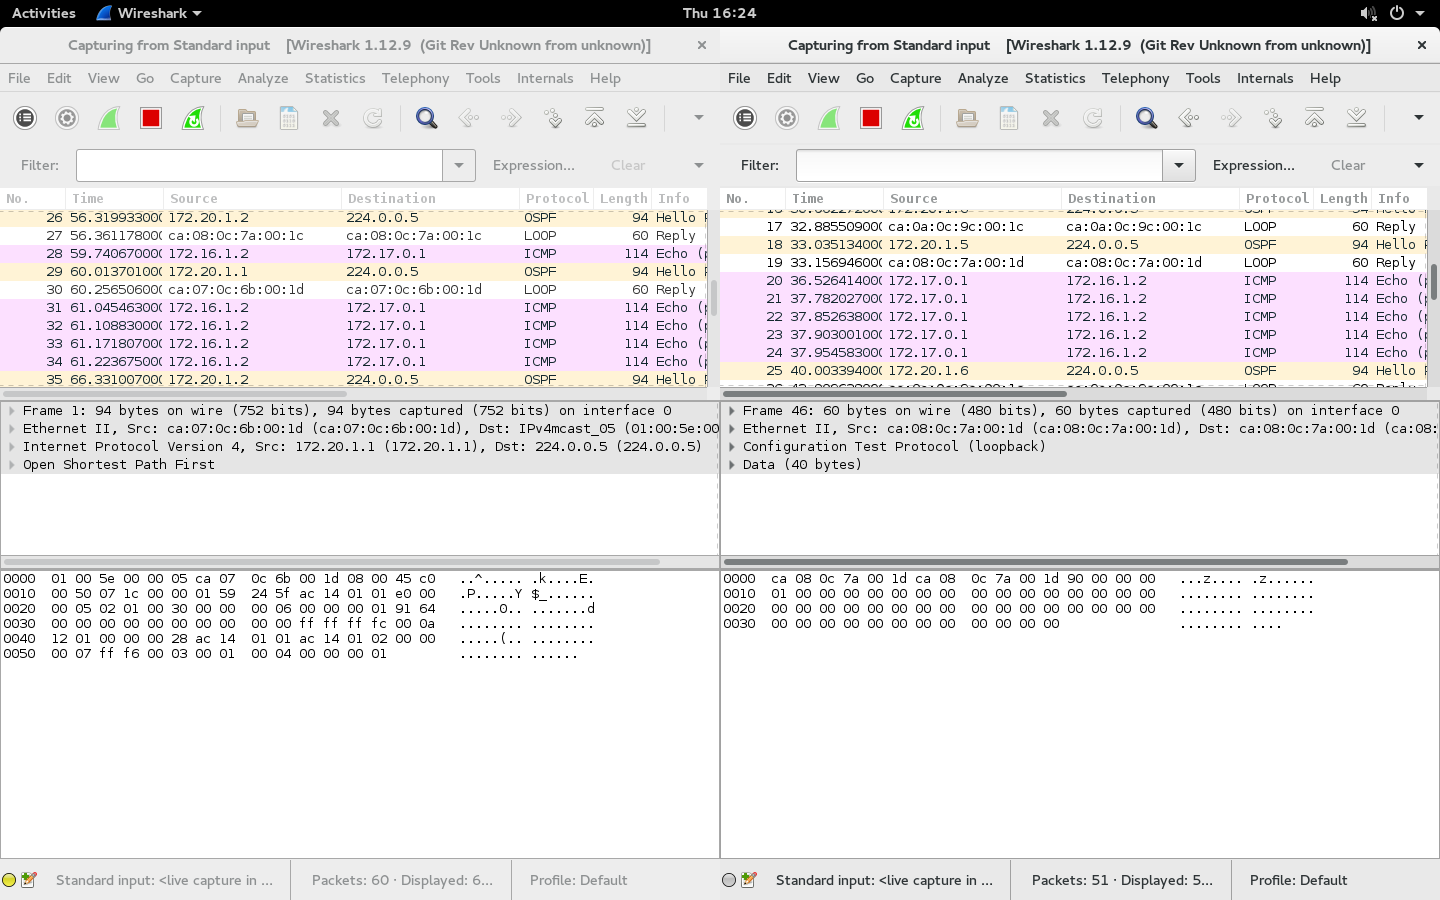 Activities Wireshark Thu 16:24
Capturing from Standard input [Wireshark 1.12.9 (Git Rev Unknown from unknown)]
File Edit View Go Capture Analyze Statistics Telephony Tools Internals Help
Filter: Expression... Clear
No. Time Source Destination Protocol Length Info
26 56.319933000 172.20.1.2 224.0.0.5 OSPF 94 Hello
27 56.361178000 ca:08:0c:7a:00:1c ca:08:0c:7a:00:1c LOOP 60 Reply
28 59.740670000 172.16.1.2 172.17.0.1 ICMP 114 Echo (
29 60.013701000 172.20.1.1 224.0.0.5 OSPF 94 Hello
30 60.256506000 ca:07:0c:6b:00:1d ca:07:0c:6b:00:1d LOOP 60 Reply
31 61.045463000 172.16.1.2 172.17.0.1 ICMP 114 Echo (
32 61.108830000 172.16.1.2 172.17.0.1 ICMP 114 Echo (
33 61.171807000 172.16.1.2 172.17.0.1 ICMP 114 Echo (
34 61.223675000 172.16.1.2 172.17.0.1 ICMP 114 Echo (
35 66.331007000 172.20.1.2 224.0.0.5 OSPF 94 Hello
Frame 1: 94 bytes on wire (752 bits), 94 bytes captured (752 bits) on interface 0
Ethernet II, Src: ca:07:0c:6b:00:1d (ca:07:0c:6b:00:1d), Dst: IPv4mcast_05 (01:00:5e:00
Internet Protocol Version 4, Src: 172.20.1.1 (172.20.1.1), Dst: 224.0.0.5 (224.0.0.5)
Open Shortest Path First
0000 01 00 5e 00 00 05 ca 07 0c 6b 00 1d 08 00 45 c0 ..^..... .k....E.
0010 00 50 07 1c 00 00 01 59 24 5f ac 14 01 01 e0 00 .P.....Y $_......
0020 00 05 02 01 00 30 00 00 00 06 00 00 00 01 91 64 .....0.. .......d
0030 00 00 00 00 00 00 00 00 00 00 ff ff ff fc 00 0a ........ ........
0040 12 01 00 00 00 28 ac 14 01 01 ac 14 01 02 00 00 .....(.. ........
0050 00 07 ff f6 00 03 00 01 00 04 00 00 00 01 ........ ......
Standard input: <live capture in ... Packets: 60 · Displayed: 6... Profile: Default
Capturing from Standard input [Wireshark 1.12.9 (Git Rev Unknown from unknown)]
File Edit View Go Capture Analyze Statistics Telephony Tools Internals Help
Filter: Expression... Clear
No. Time Source Destination Protocol Length Info
17 32.885509000 ca:0a:0c:9c:00:1c ca:0a:0c:9c:00:1c LOOP 60 Reply
18 33.035134000 172.20.1.5 224.0.0.5 OSPF 94 Hello
19 33.156946000 ca:08:0c:7a:00:1d ca:08:0c:7a:00:1d LOOP 60 Reply
20 36.526414000 172.17.0.1 172.16.1.2 ICMP 114 Echo (
21 37.782027000 172.17.0.1 172.16.1.2 ICMP 114 Echo (
22 37.852638000 172.17.0.1 172.16.1.2 ICMP 114 Echo (
23 37.903001000 172.17.0.1 172.16.1.2 ICMP 114 Echo (
24 37.954583000 172.17.0.1 172.16.1.2 ICMP 114 Echo (
25 40.003394000 172.20.1.6 224.0.0.5 OSPF 94 Hello
Frame 46: 60 bytes on wire (480 bits), 60 bytes captured (480 bits) on interface 0
Ethernet II, Src: ca:08:0c:7a:00:1d (ca:08:0c:7a:00:1d), Dst: ca:08:0c:7a:00:1d (ca:08:
Configuration Test Protocol (loopback)
Data (40 bytes)
0000 ca 08 0c 7a 00 1d ca 08 0c 7a 00 1d 90 00 00 00 ...z.... .z......
0010 01 00 00 00 00 00 00 00 00 00 00 00 00 00 00 00 ........ ........
0020 00 00 00 00 00 00 00 00 00 00 00 00 00 00 00 00 ........ ........
0030 00 00 00 00 00 00 00 00 00 00 00 00 ........ ....
Standard input: <live capture in ... Packets: 51 · Displayed: 5... Profile: Default